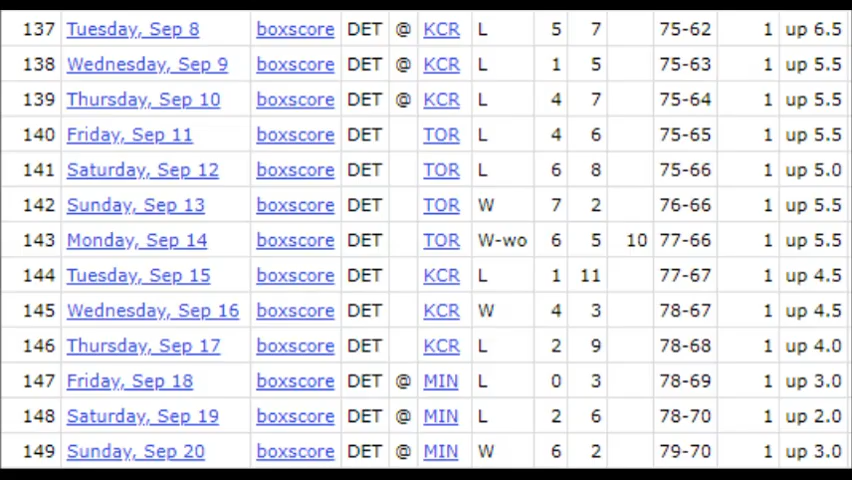 137 Tuesday, Sep 8 boxscore DET @ KCR L 5 7 75-62 1 up 6.5
138 Wednesday, Sep 9 boxscore DET @ KCR L 1 5 75-63 1 up 5.5
139 Thursday, Sep 10 boxscore DET @ KCR L 4 7 75-64 1 up 5.5
140 Friday, Sep 11 boxscore DET TOR L 4 6 75-65 1 up 5.5
141 Saturday, Sep 12 boxscore DET TOR L 6 8 75-66 1 up 5.0
142 Sunday, Sep 13 boxscore DET TOR W 7 2 76-66 1 up 5.5
143 Monday, Sep 14 boxscore DET TOR W-wo 6 5 10 77-66 1 up 5.5
144 Tuesday, Sep 15 boxscore DET KCR L 1 11 77-67 1 up 4.5
145 Wednesday, Sep 16 boxscore DET KCR W 4 3 78-67 1 up 4.5
146 Thursday, Sep 17 boxscore DET KCR L 2 9 78-68 1 up 4.0
147 Friday, Sep 18 boxscore DET @ MIN L 0 3 78-69 1 up 3.0
148 Saturday, Sep 19 boxscore DET @ MIN L 2 6 78-70 1 up 2.0
149 Sunday, Sep 20 boxscore DET @ MIN W 6 2 79-70 1 up 3.0